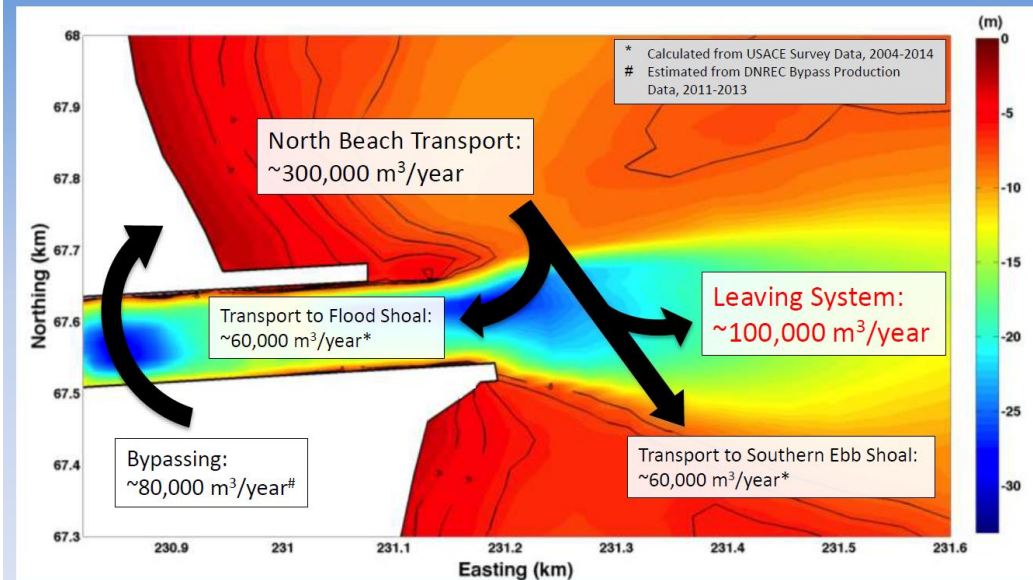 (m)
* Calculated from USACE Survey Data, 2004-2014
# Estimated from DNREC Bypass Production
Data, 2011-2013
North Beach Transport:
~300,000 m³/year
Transport to Flood Shoal:
~60,000 m³/year*
Leaving System:
~100,000 m³/year
Bypassing:
~80,000 m³/year#
Transport to Southern Ebb Shoal:
~60,000 m³/year*
Northing (km)
68
67.9
67.8
67.7
67.6
67.5
67.4
67.3
230.9
231
231.1
231.2
231.3
231.4
231.5
231.6
Easting (km)
0
-5
-10
-15
-20
-25
-30